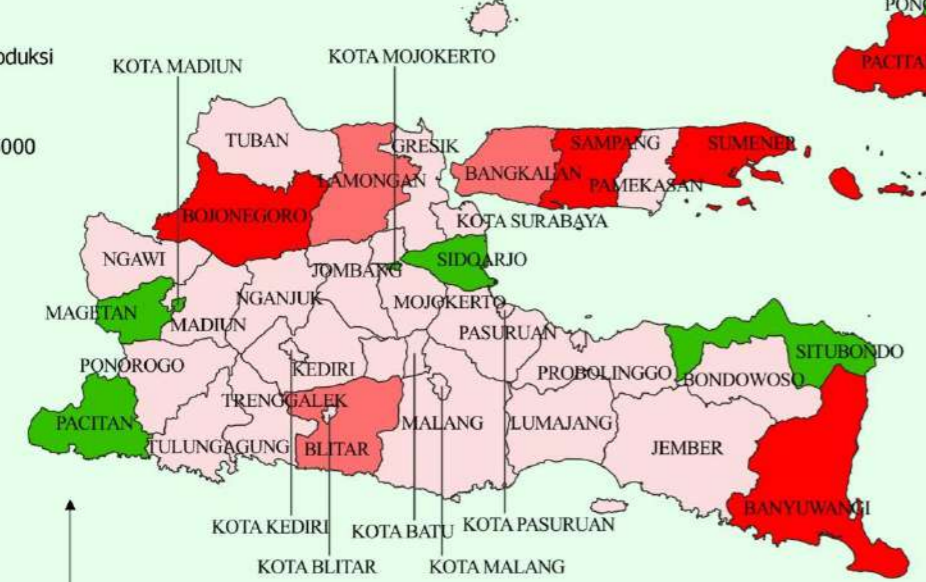 PONO
oduksi
KOTA MADIUN
KOTA MOJOKERTO
PACITA
000
TUBAN
GRESIK
SAMPANG
SUMENEP
LAMONGAN
BANGKALAN
PAMEKASAN
BOJONEGORO
KOTA SURABAYA
NGAWI
SIDOARJO
JOMBANG
NGANJUK
MOJOKERTO
MAGETAN
MADIUN
PASURUAN
SITUBONDO
PONOROGO
KEDIRI
PROBOLINGGO
BONDOWOSO
TRENGGALEK
PACITAN
MALANG
LUMAJANG
TULUNGAGUNG
BLITAR
JEMBER
BANYUWANGI
KOTA KEDIRI
KOTA BATU
KOTA PASURUAN
KOTA BLITAR
KOTA MALANG